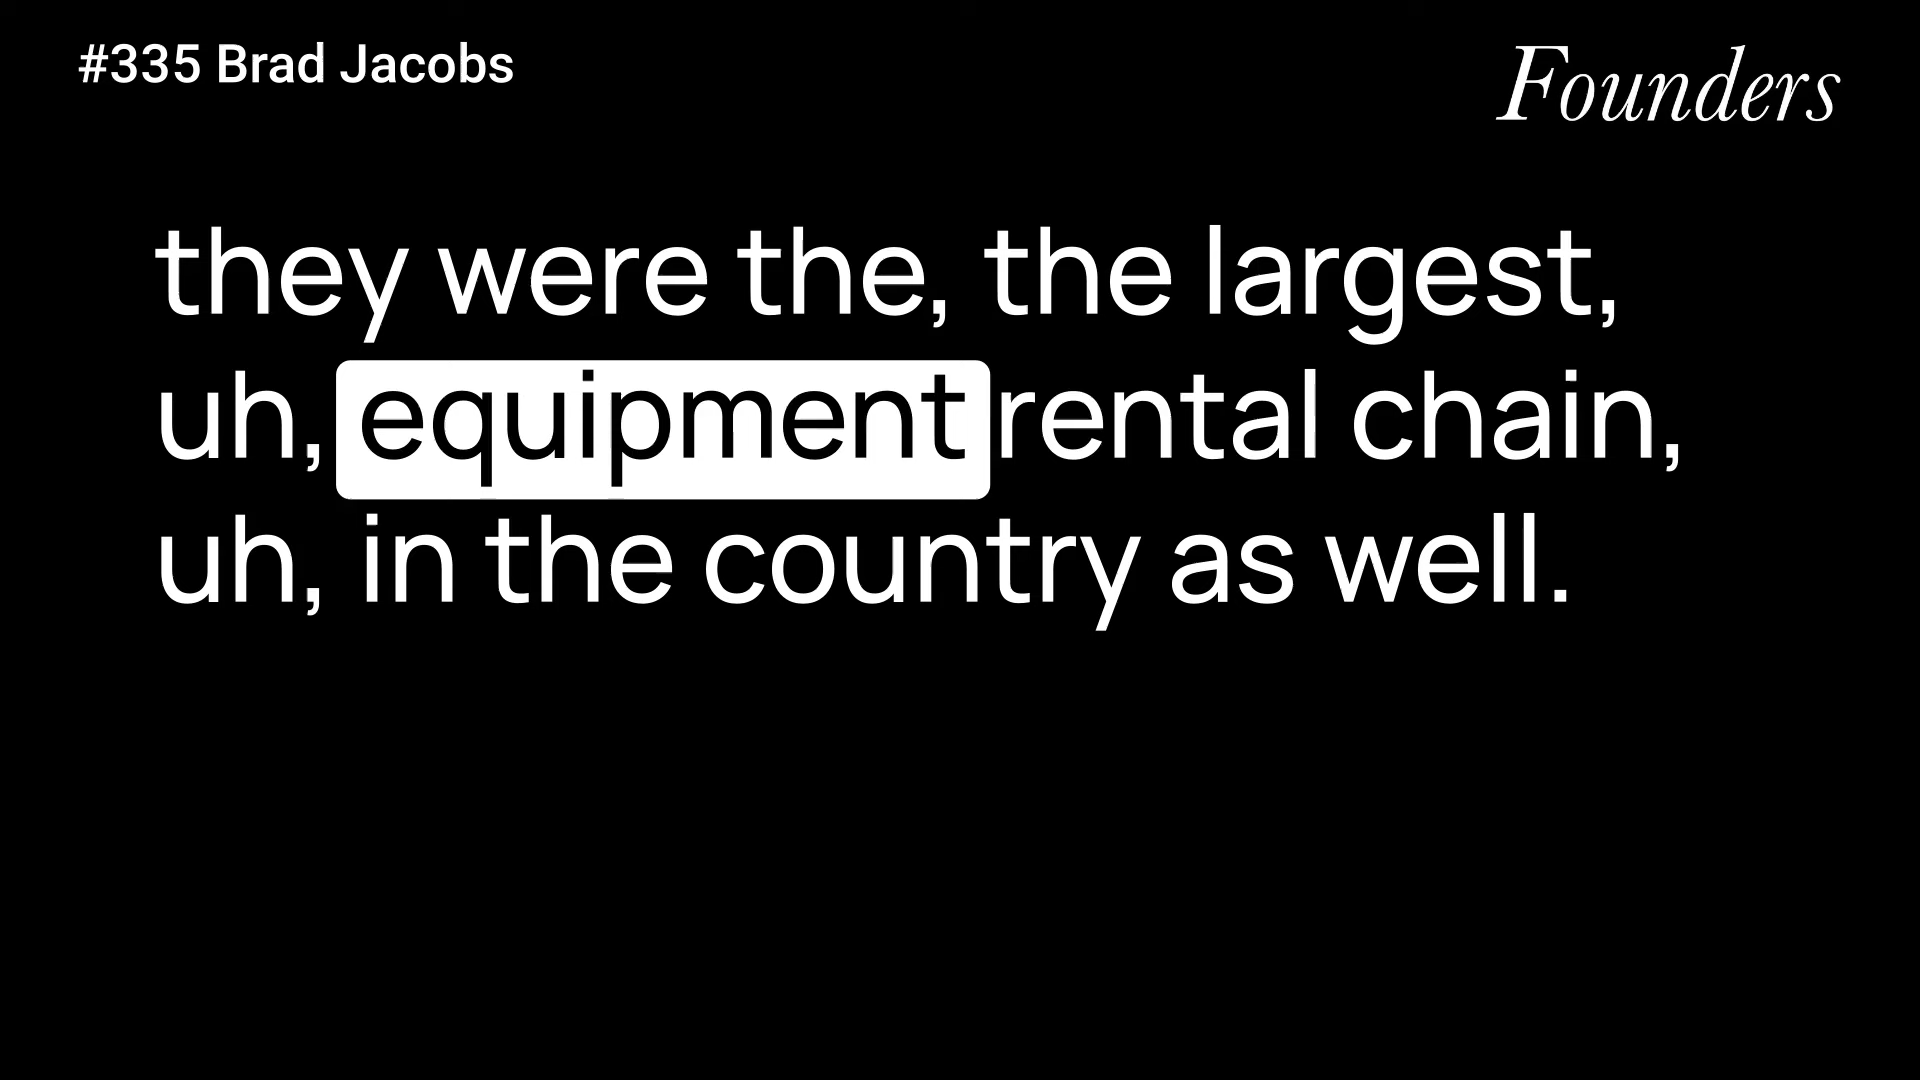 #335 Brad Jacobs
Founders
they were the, the largest,
uh, equipment rental chain,
uh, in the country as well.